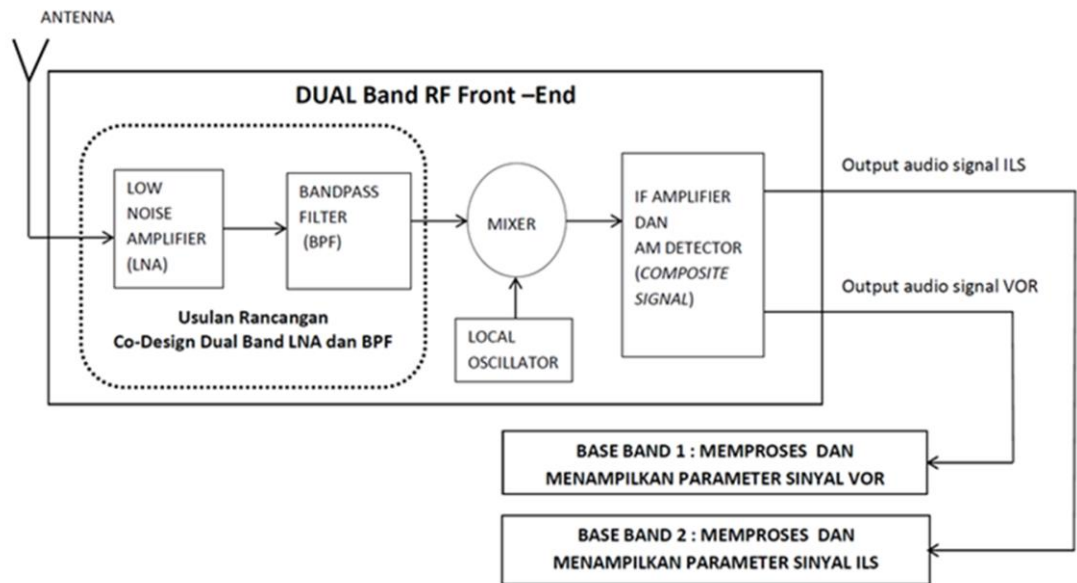 ANTENNA
DUAL Band RF Front –End
LOW
NOISE
AMPLIFIER
(LNA)
BANDPASS
FILTER
(BPF)
Usulan Rancangan
Co-Design Dual Band LNA dan BPF
MIXER
LOCAL
OSCILLATOR
IF AMPLIFIER
DAN
AM DETECTOR
(COMPOSITE
SIGNAL)
Output audio signal ILS
Output audio signal VOR
BASE BAND 1 : MEMPROSES DAN
MENAMPILKAN PARAMETER SINYAL VOR
BASE BAND 2 : MEMPROSES DAN
MENAMPILKAN PARAMETER SINYAL ILS